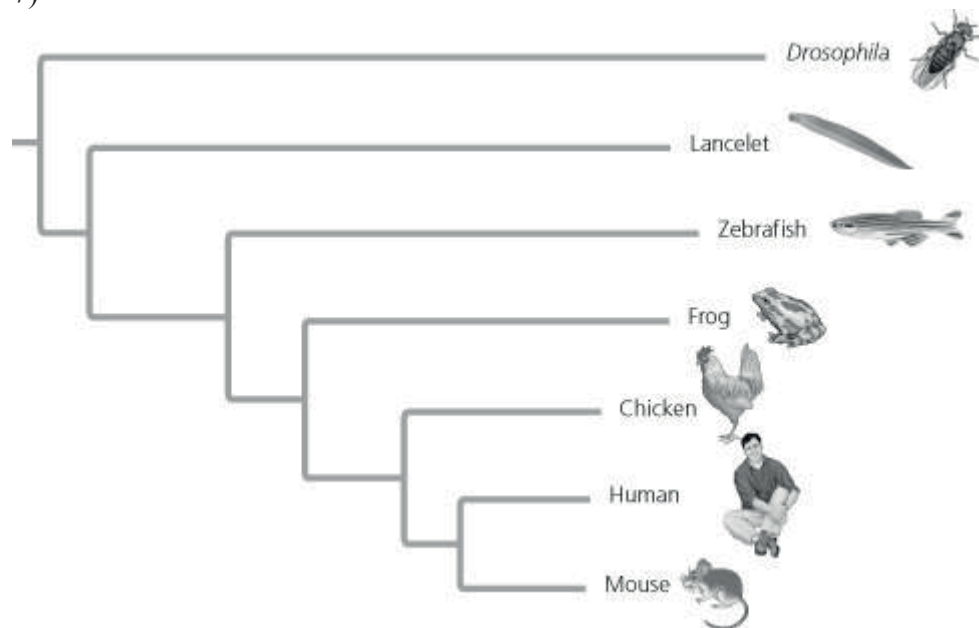 Drosophila
Lancelet
Zebrafish
Frog
Chicken
Human
Mouse